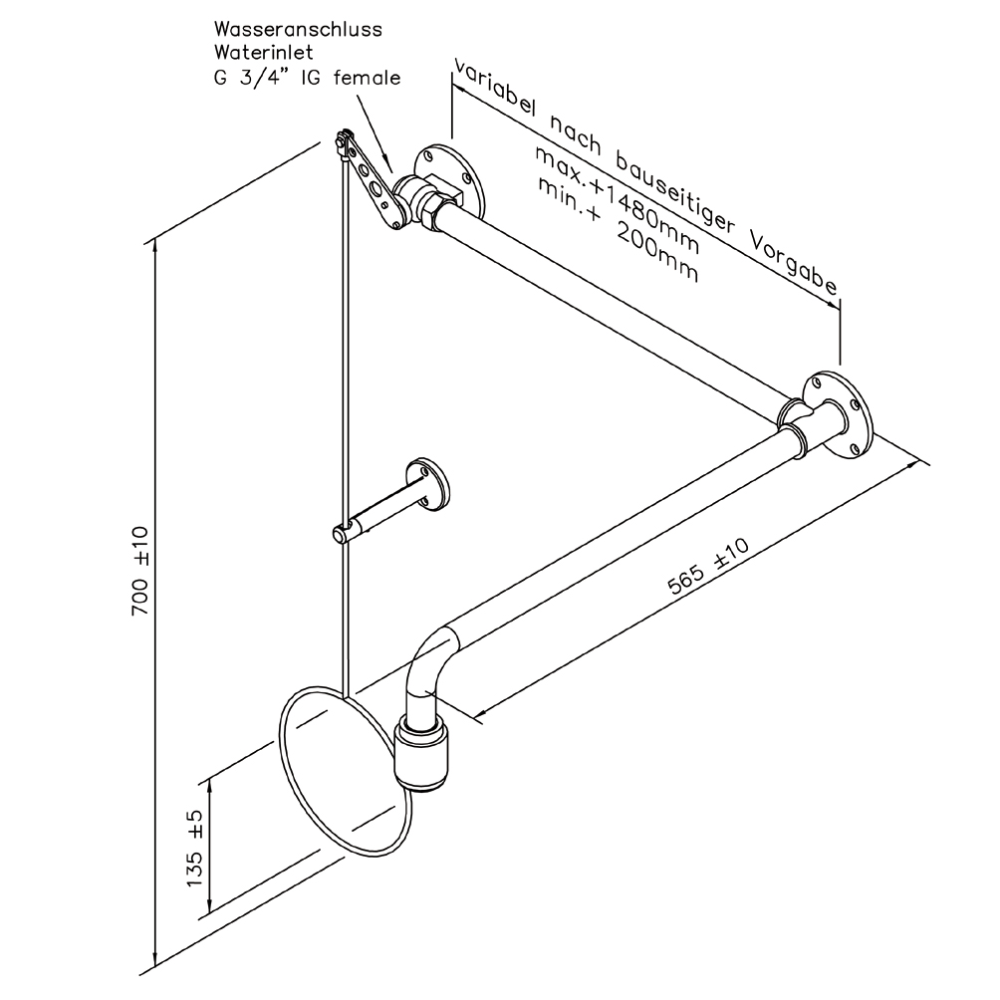 Wasseranschluss
Waterinlet
G 3/4" IG female
variabel nach bauseitiger Vorgabe
max.+1480mm
min.+ 200mm
700 ±10
565 ±10
135 ±5